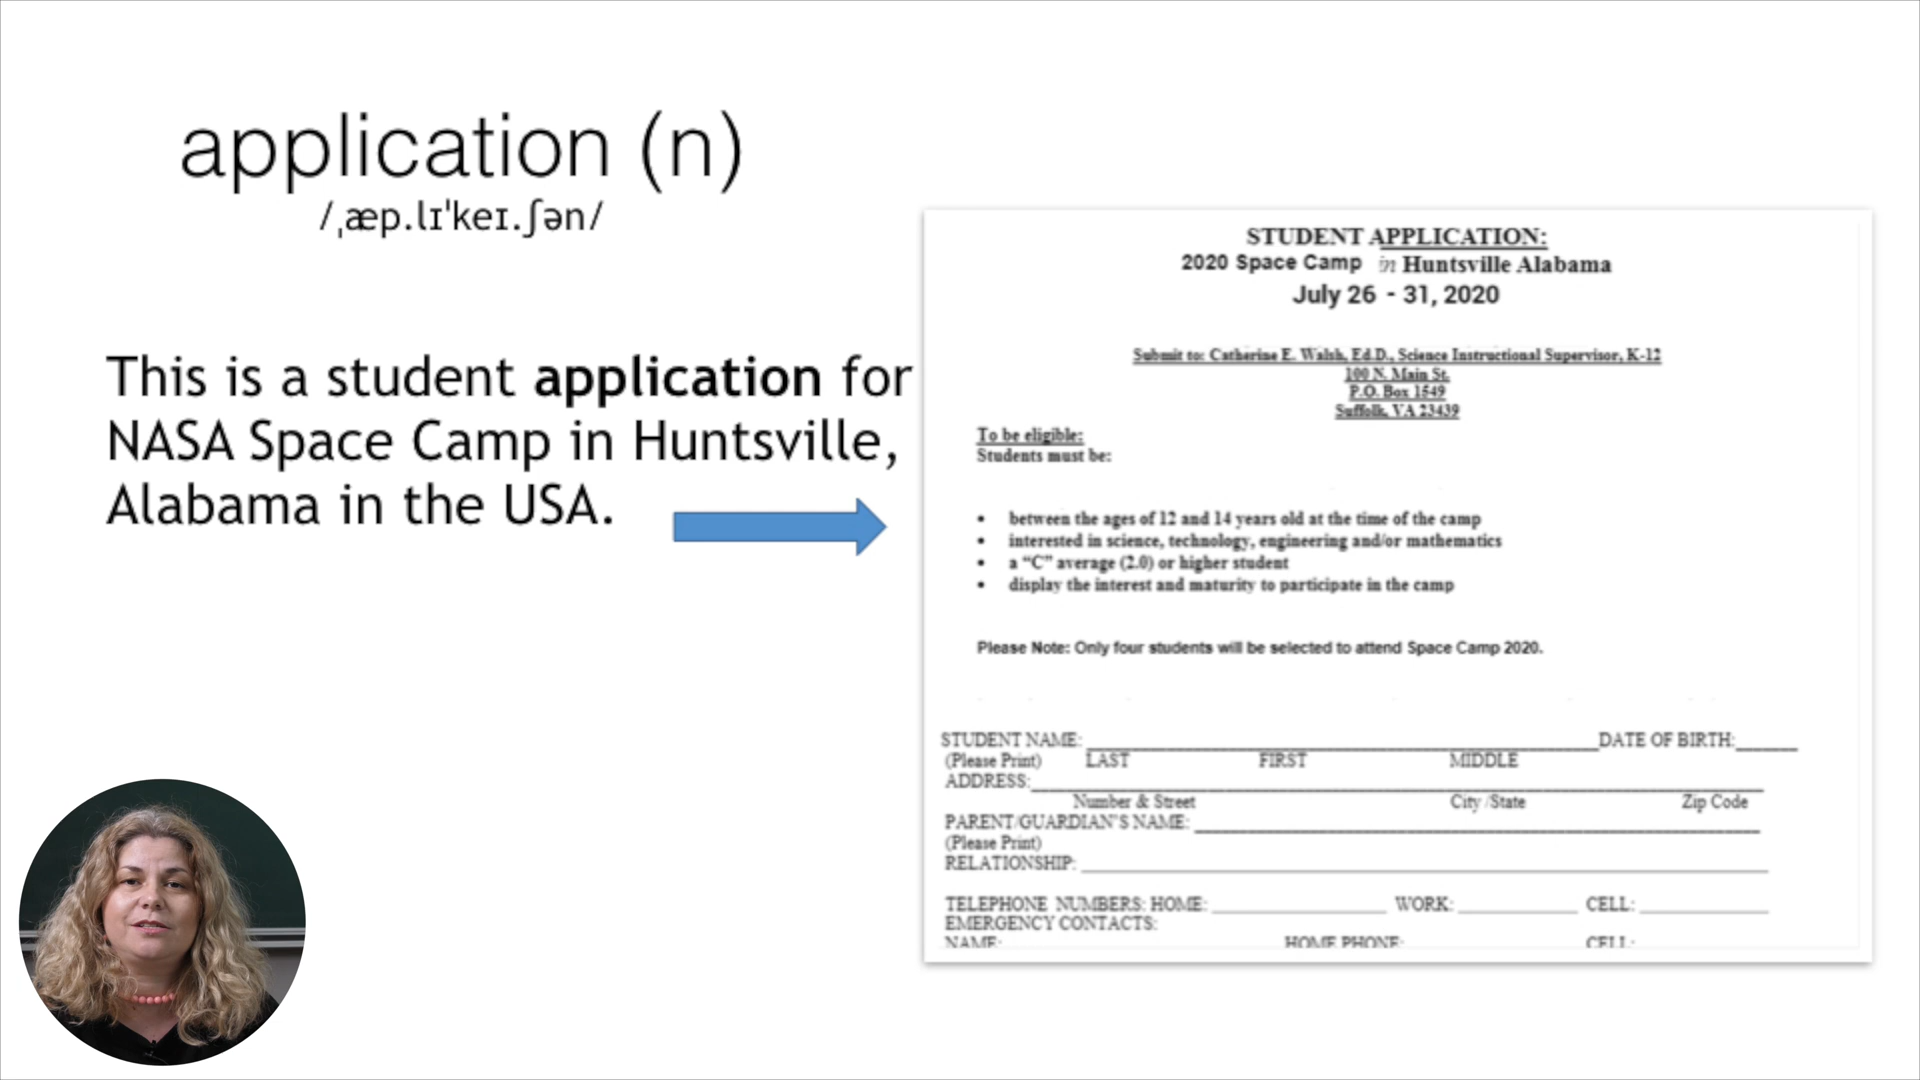 application (n)
/ˌæp.lɪˈkeɪ.ʃən/
This is a student application for
NASA Space Camp in Huntsville,
Alabama in the USA.
STUDENT APPLICATION:
2020 Space Camp in Huntsville Alabama
July 26 - 31, 2020
Submit to: Catherine E. Walsh, Ed.D., Science Instructional Supervisor, K-12
100 N. Main St.
P.O. Box 1549
Suffolk, VA 23439
To be eligible:
Students must be:
• between the ages of 12 and 14 years old at the time of the camp
• interested in science, technology, engineering and/or mathematics
• a “C” average (2.0) or higher student
• display the interest and maturity to participate in the camp
Please Note: Only four students will be selected to attend Space Camp 2020.
STUDENT NAME: DATE OF BIRTH:
(Please Print) LAST FIRST MIDDLE
ADDRESS:
Number & Street City /State Zip Code
PARENT/GUARDIAN'S NAME:
(Please Print)
RELATIONSHIP:
TELEPHONE NUMBERS: HOME: WORK: CELL:
EMERGENCY CONTACTS:
NAME: HOME PHONE: CELL: